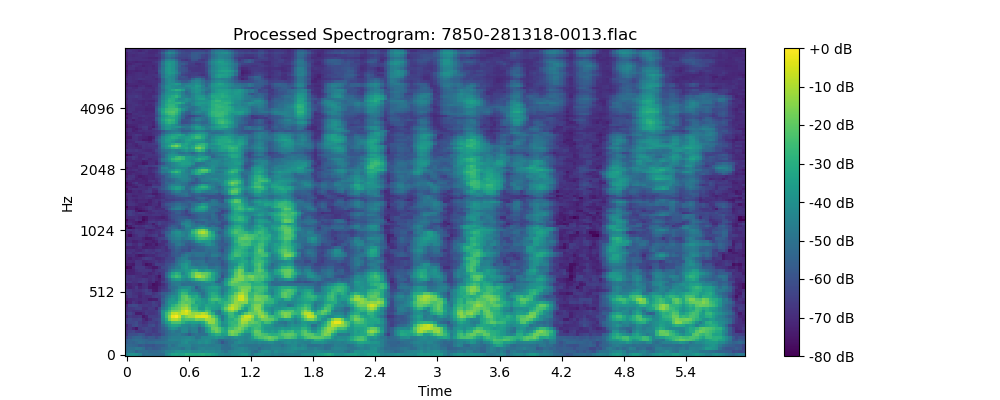 Processed Spectrogram: 7850-281318-0013.flac
Hz
4096
2048
1024
512
0
0 0.6 1.2 1.8 2.4 3 3.6 4.2 4.8 5.4
Time
+0 dB
-10 dB
-20 dB
-30 dB
-40 dB
-50 dB
-60 dB
-70 dB
-80 dB